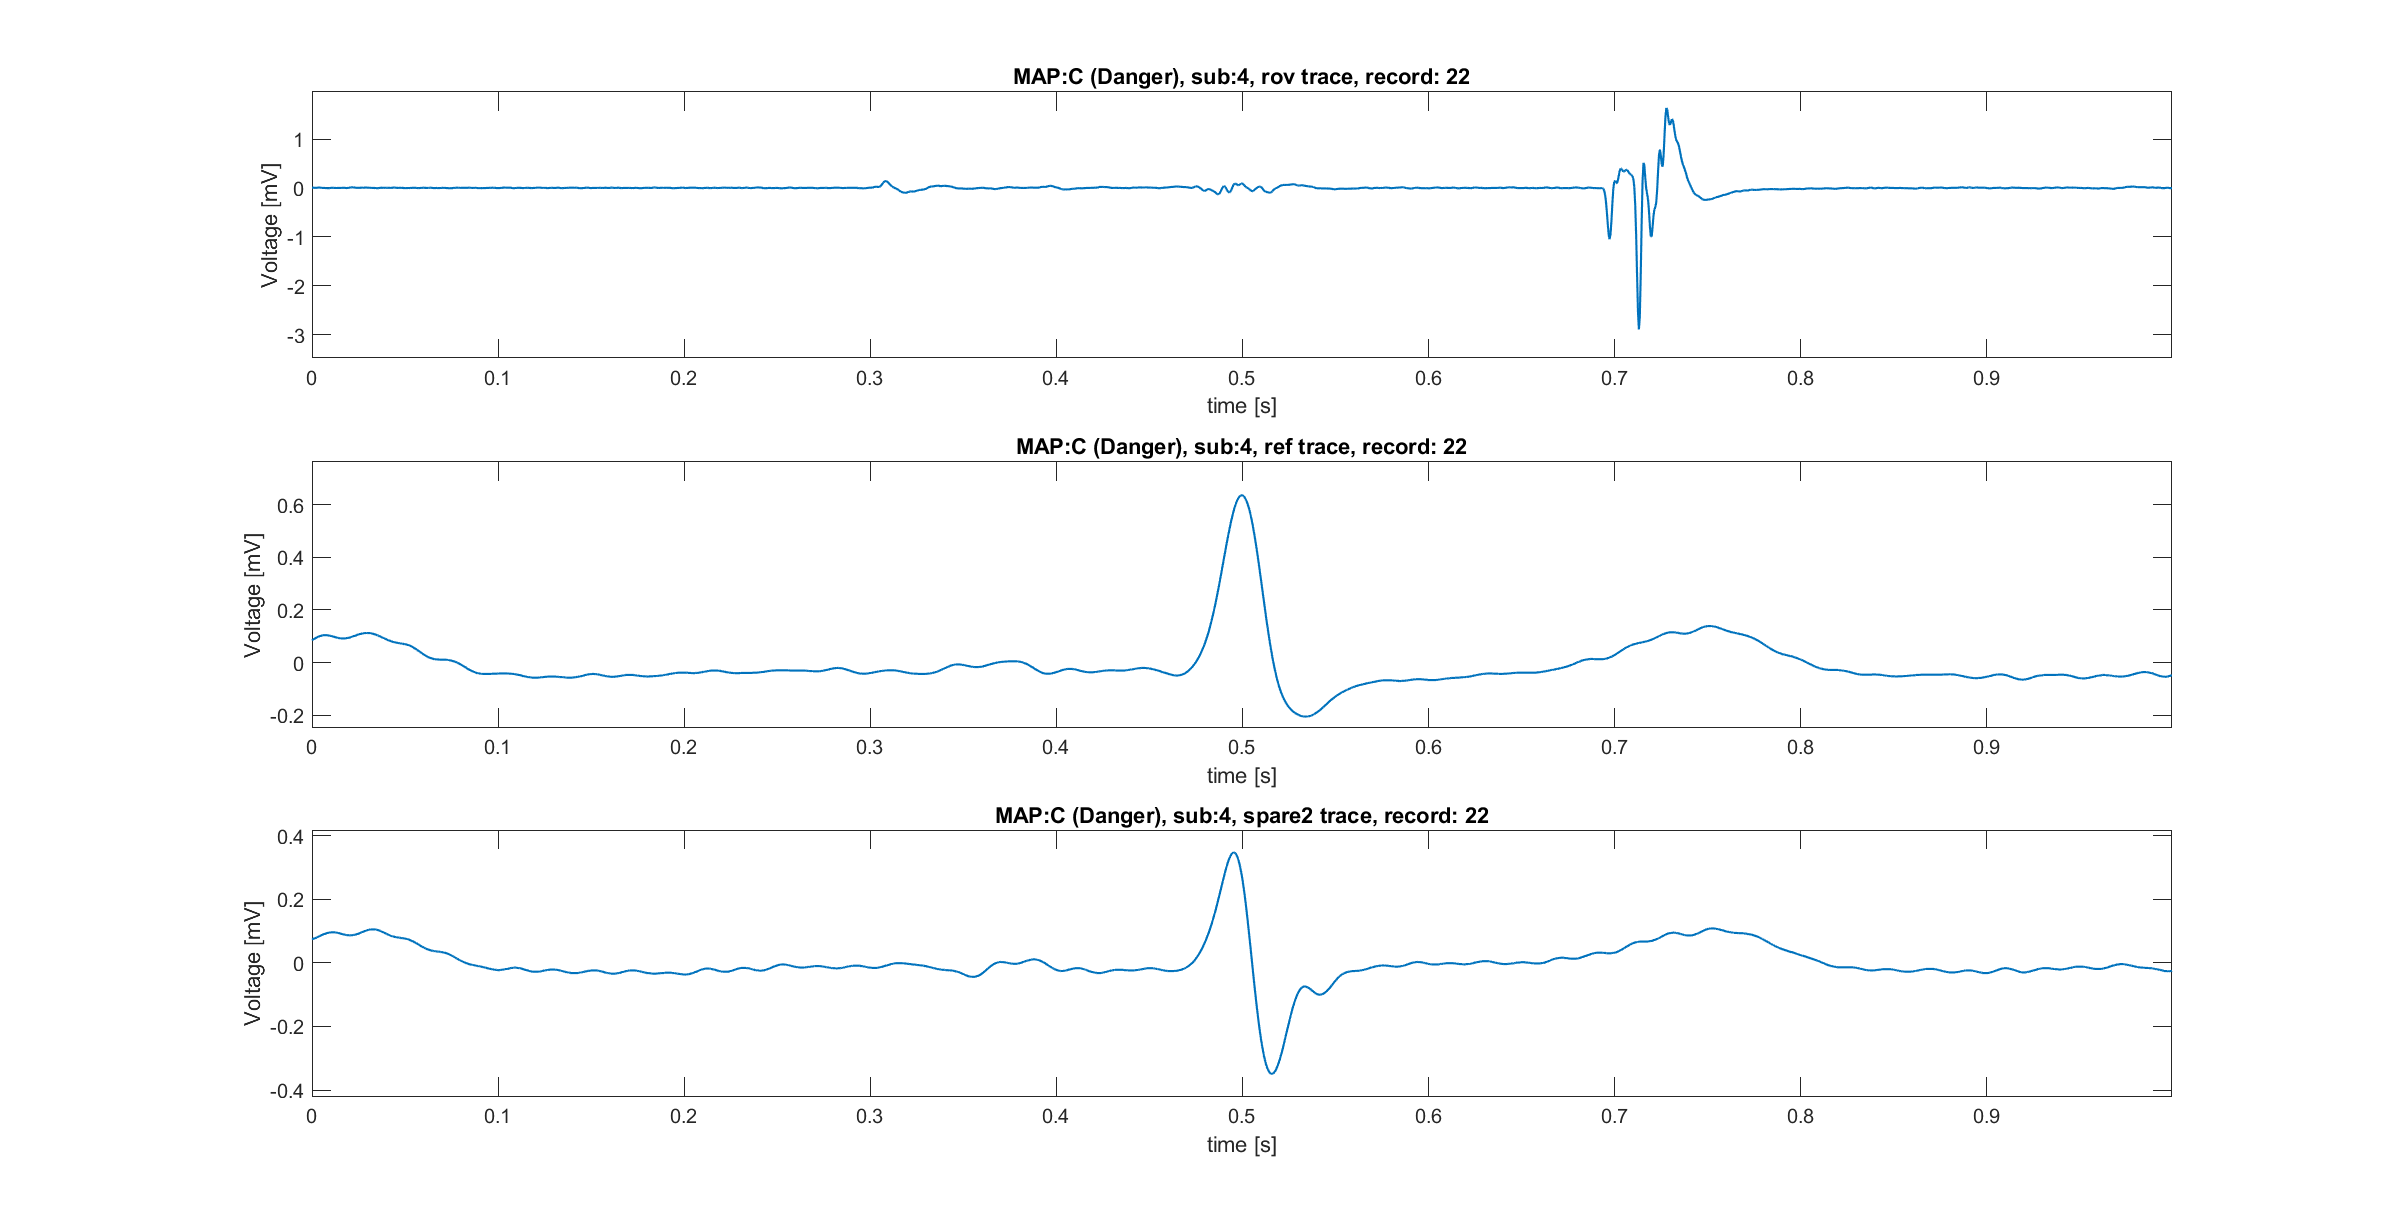 MAP:C (Danger), sub:4, rov trace, record: 22
Voltage [mV]
1
0
-1
-2
-3
0 0.1 0.2 0.3 0.4 0.5 0.6 0.7 0.8 0.9
time [s]
MAP:C (Danger), sub:4, ref trace, record: 22
Voltage [mV]
0.6
0.4
0.2
0
-0.2
0 0.1 0.2 0.3 0.4 0.5 0.6 0.7 0.8 0.9
time [s]
MAP:C (Danger), sub:4, spare2 trace, record: 22
Voltage [mV]
0.4
0.2
0
-0.2
-0.4
0 0.1 0.2 0.3 0.4 0.5 0.6 0.7 0.8 0.9
time [s]